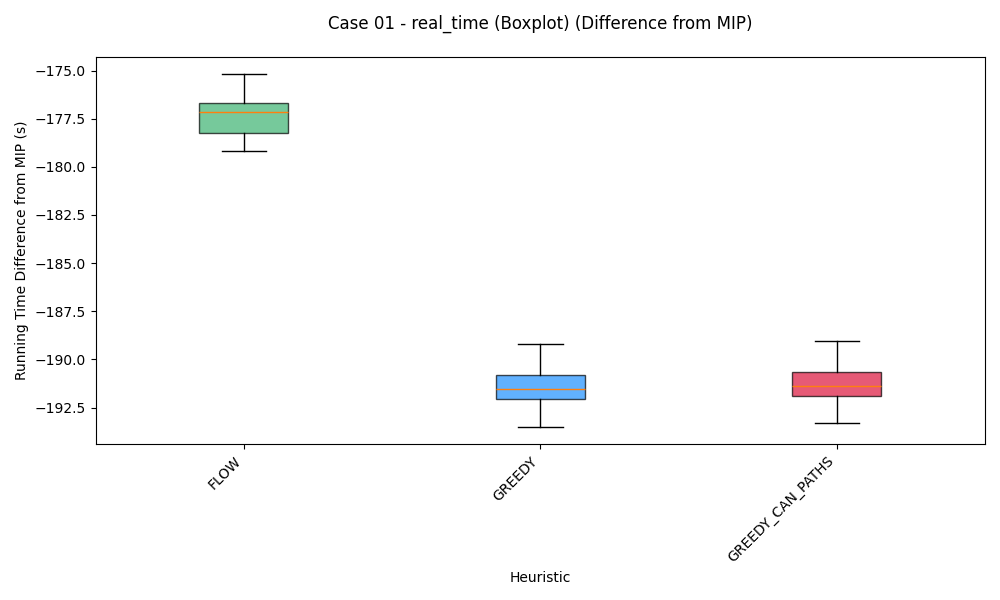 Case 01 - real_time (Boxplot) (Difference from MIP)
Running Time Difference from MIP (s)
−175.0
−177.5
−180.0
−182.5
−185.0
−187.5
−190.0
−192.5
FLOW
GREEDY
GREEDY_CAN_PATHS
Heuristic